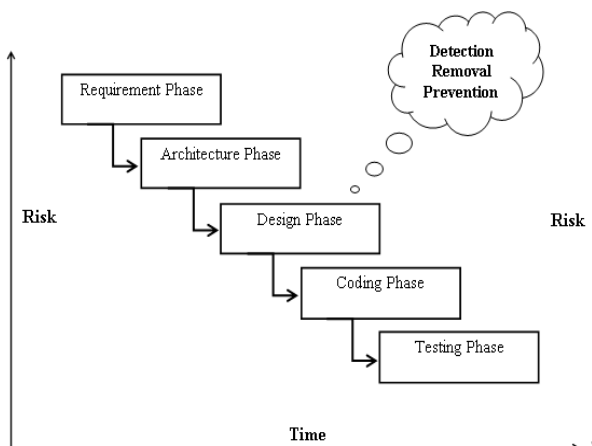 Detection
Removal
Prevention
Requirement Phase
Architecture Phase
Risk
Design Phase
Risk
Coding Phase
Testing Phase
Time